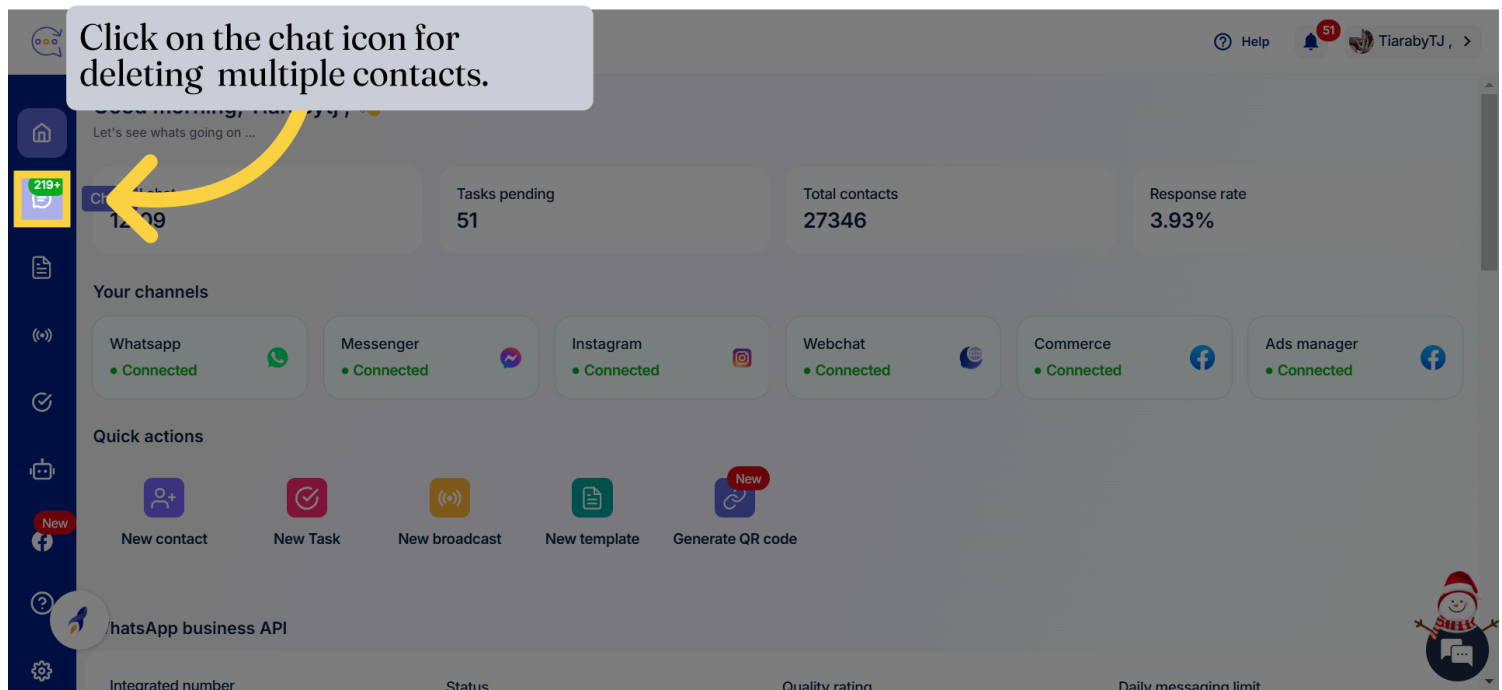 Click on the chat icon for
deleting multiple contacts.
Help
51
TiarabyTJ ,
Let's see whats going on ...
219+
Tasks pending
51
Total contacts
27346
Response rate
3.93%
Your channels
Whatsapp
Connected
Messenger
Connected
Instagram
Connected
Webchat
Connected
Commerce
Connected
Ads manager
Connected
Quick actions
New
New contact
New Task
New broadcast
New template
Generate QR code
New
hatsApp business API
Integrated number
Status
Quality rating
Daily messaging limit